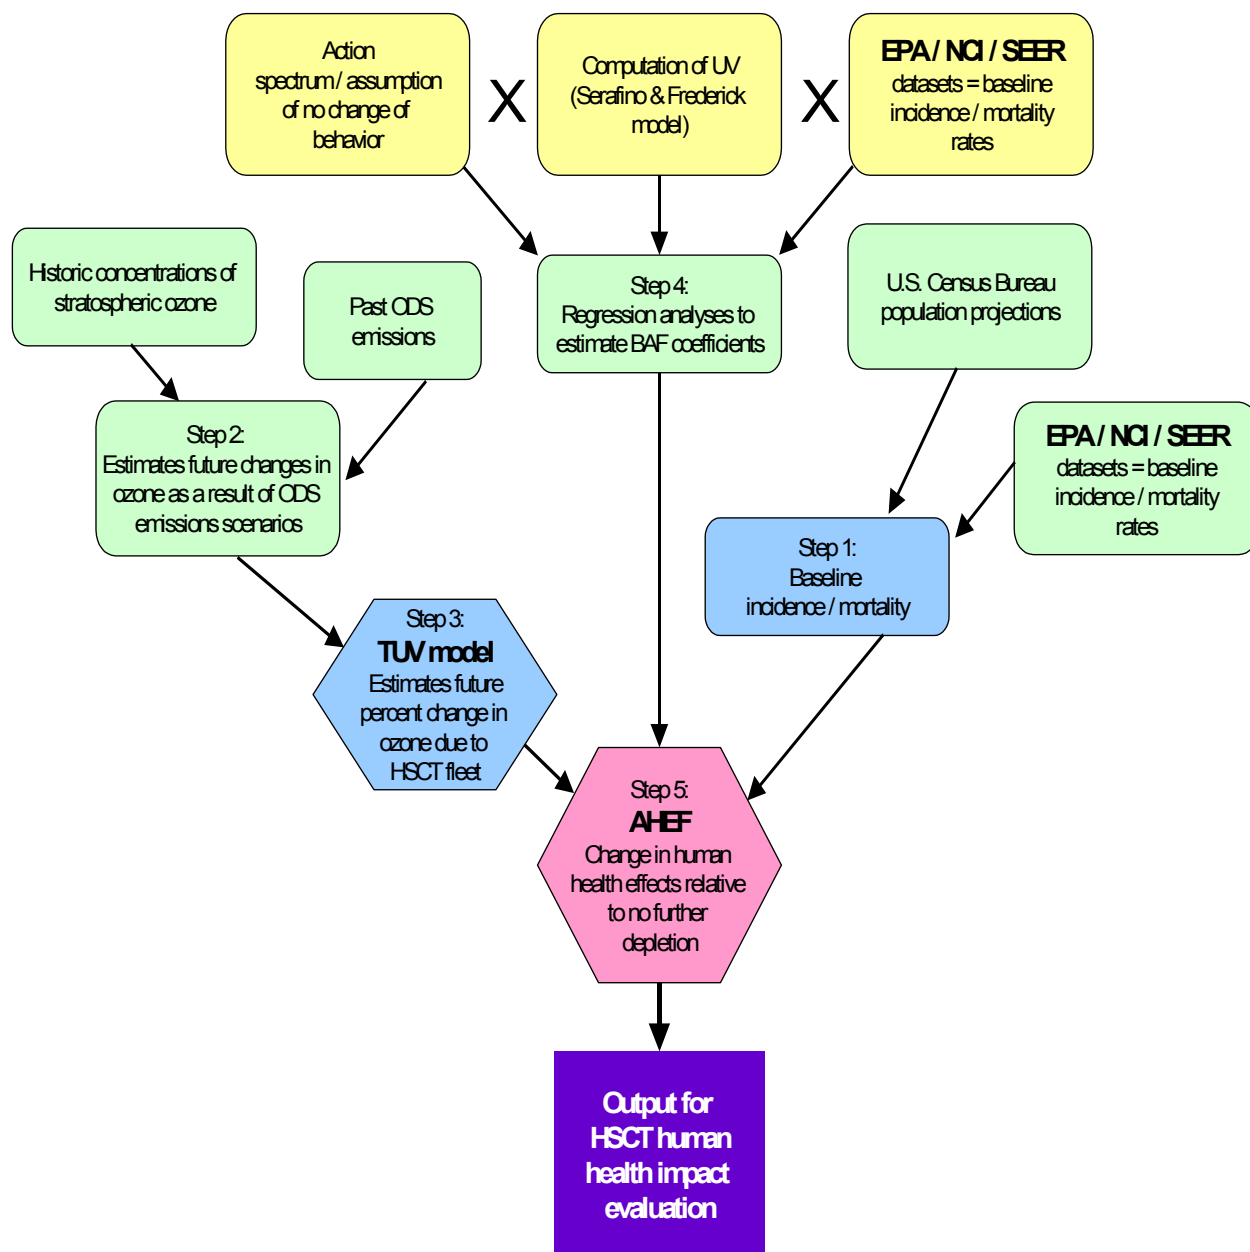 Action
spectrum / assumption
of no change of
behavior
X
Computation of UV
(Serafino & Frederick
model)
X
EPA / NCI / SEER
datasets = baseline
incidence / mortality
rates
Historic concentrations of
stratospheric ozone
Past ODS
emissions
Step 4:
Regression analyses to
estimate BAF coefficients
U.S. Census Bureau
population projections
Step 2:
Estimates future changes in
ozone as a result of ODS
emissions scenarios
EPA / NCI / SEER
datasets = baseline
incidence / mortality
rates
Step 1:
Baseline
incidence / mortality
Step 3:
TUV model
Estimates future
percent change in
ozone due to
HSCT fleet
Step 5:
AHEF
Change in human
health effects relative
to no further
depletion
Output for
HSCT human
health impact
evaluation